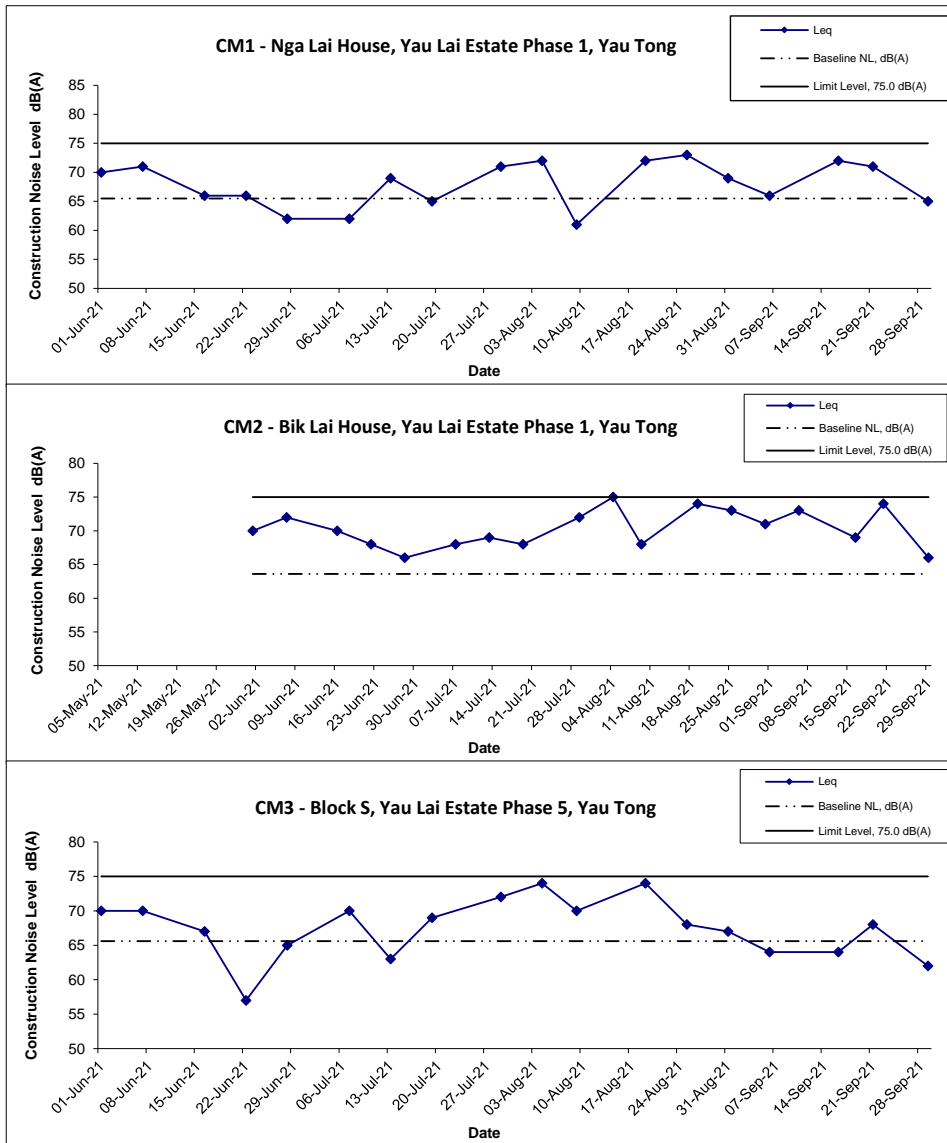 CM1 - Nga Lai House, Yau Lai Estate Phase 1, Yau Tong
Leq
Baseline NL, dB(A)
Limit Level, 75.0 dB(A)
Construction Noise Level dB(A)
85
80
75
70
65
60
55
50
01-Jun-21 08-Jun-21 15-Jun-21 22-Jun-21 29-Jun-21 06-Jul-21 13-Jul-21 20-Jul-21 27-Jul-21 03-Aug-21 10-Aug-21 17-Aug-21 24-Aug-21 31-Aug-21 07-Sep-21 14-Sep-21 21-Sep-21 28-Sep-21
Date
CM2 - Bik Lai House, Yau Lai Estate Phase 1, Yau Tong
Leq
Baseline NL, dB(A)
Limit Level, 75.0 dB(A)
Construction Noise Level dB(A)
80
75
70
65
60
55
50
05-May-21 12-May-21 19-May-21 26-May-21 02-Jun-21 09-Jun-21 16-Jun-21 23-Jun-21 30-Jun-21 07-Jul-21 14-Jul-21 21-Jul-21 28-Jul-21 04-Aug-21 11-Aug-21 18-Aug-21 25-Aug-21 01-Sep-21 08-Sep-21 15-Sep-21 22-Sep-21 29-Sep-21
Date
CM3 - Block S, Yau Lai Estate Phase 5, Yau Tong
Leq
Baseline NL, dB(A)
Limit Level, 75.0 dB(A)
Construction Noise Level dB(A)
80
75
70
65
60
55
50
01-Jun-21 08-Jun-21 15-Jun-21 22-Jun-21 29-Jun-21 06-Jul-21 13-Jul-21 20-Jul-21 27-Jul-21 03-Aug-21 10-Aug-21 17-Aug-21 24-Aug-21 31-Aug-21 07-Sep-21 14-Sep-21 21-Sep-21 28-Sep-21
Date